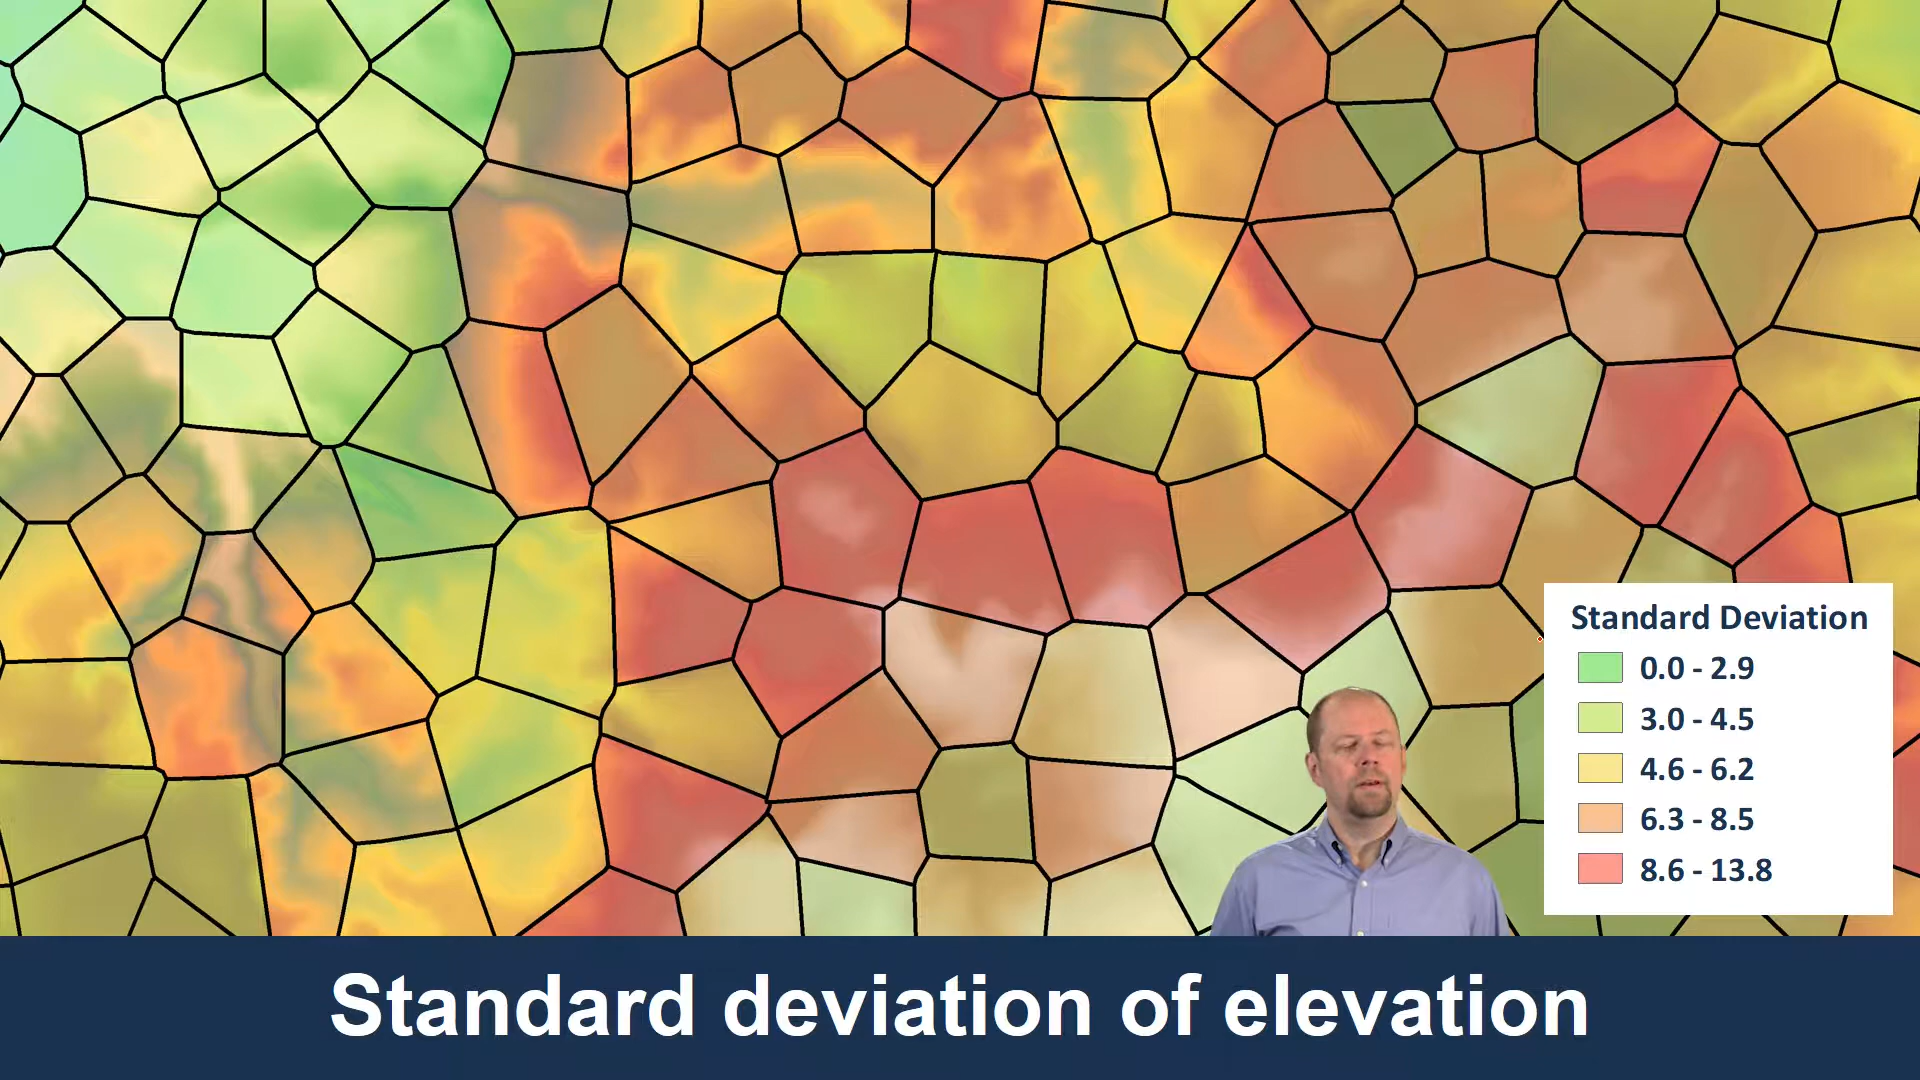 Standard Deviation
0.0 - 2.9
3.0 - 4.5
4.6 - 6.2
6.3 - 8.5
8.6 - 13.8
Standard deviation of elevation